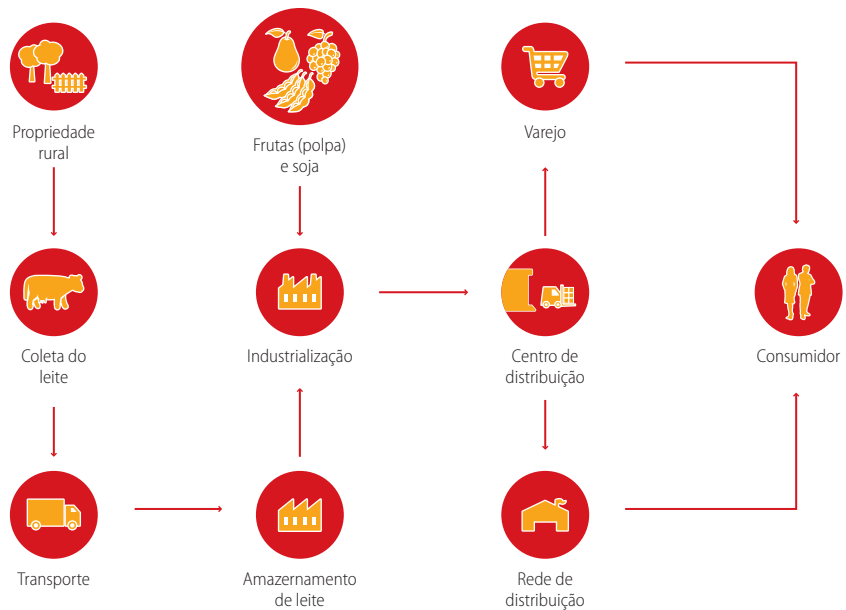 Propriedade
rural
Frutas (polpa)
e soja
Varejo
Coleta do
leite
Industrialização
Centro de
distribuição
Consumidor
Transporte
Amazernamento
de leite
Rede de
distribuição